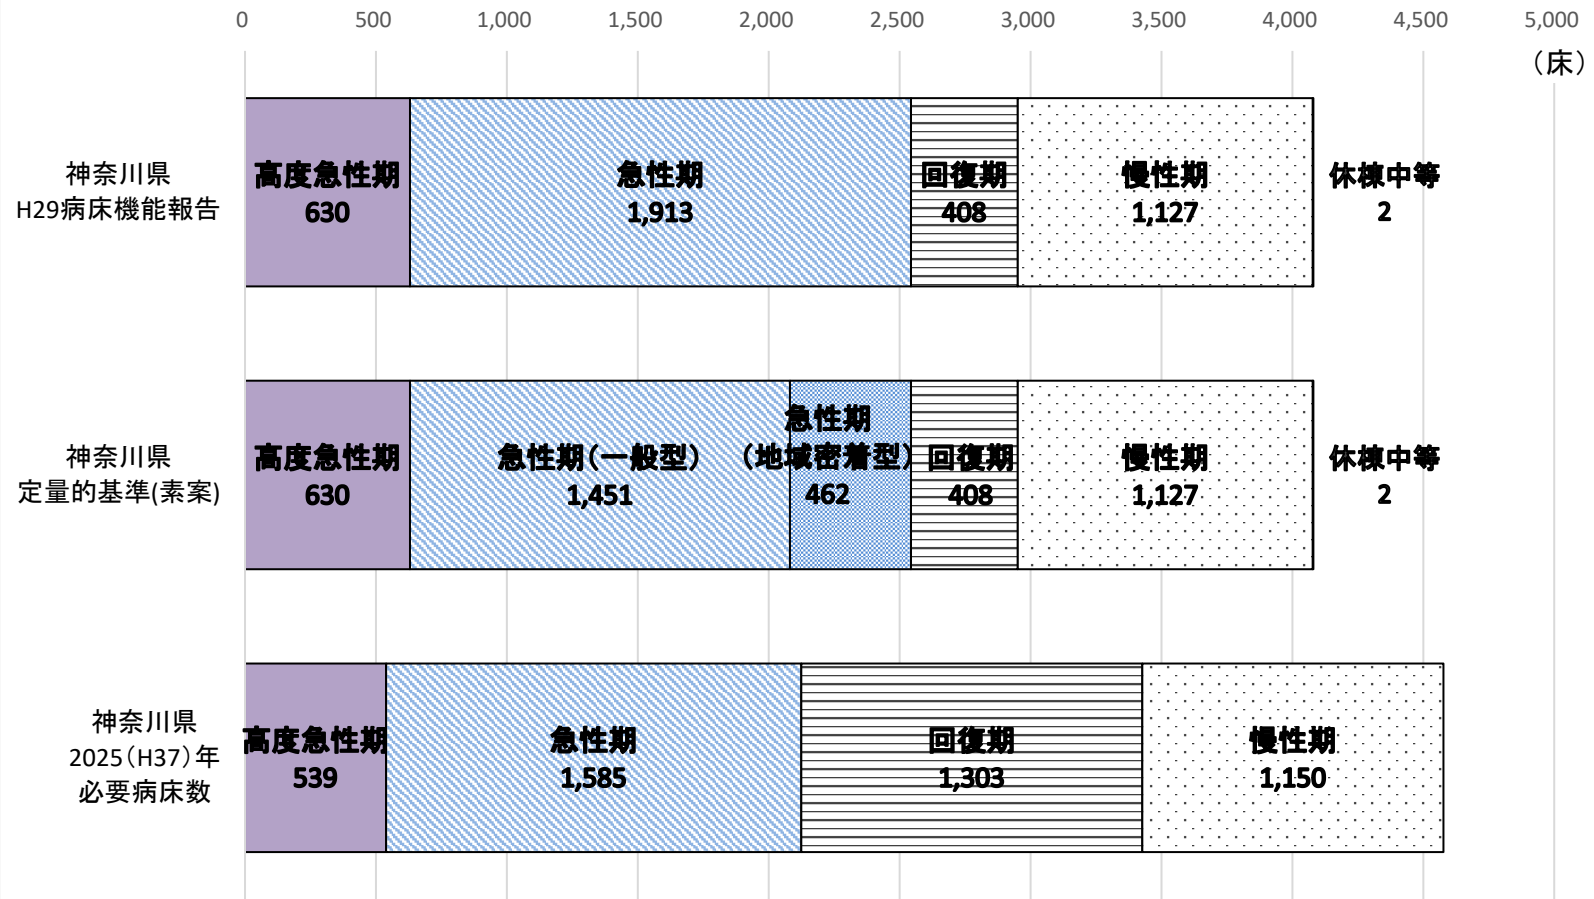 0 500 1,000 1,500 2,000 2,500 3,000 3,500 4,000 4,500 5,000
（床）
神奈川県
H29病床機能報告
高度急性期
630
急性期
1,913
回復期
408
慢性期
1,127
休棟中等
2
神奈川県
定量的基準(素案)
高度急性期
630
急性期（一般型）
1,451
急性期
（地域密着型）
462
回復期
408
慢性期
1,127
休棟中等
2
神奈川県
2025（H37）年
必要病床数
高度急性期
539
急性期
1,585
回復期
1,303
慢性期
1,150